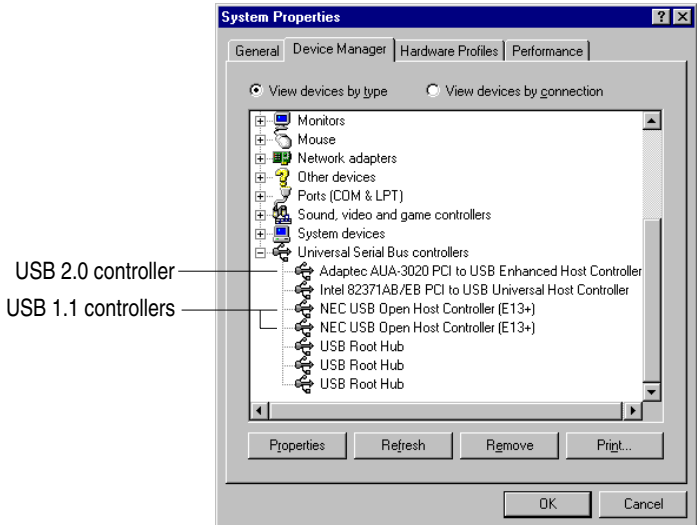 System Properties
General Device Manager Hardware Profiles Performance
View devices by type View devices by connection
Monitors
Mouse
Network adapters
Other devices
Ports (COM & LPT)
Sound, video and game controllers
System devices
Universal Serial Bus controllers
USB 2.0 controller
Adaptec AUA-3020 PCI to USB Enhanced Host Controller
Intel 82371AB/EB PCI to USB Universal Host Controller
USB 1.1 controllers
NEC USB Open Host Controller (E13+)
NEC USB Open Host Controller (E13+)
USB Root Hub
USB Root Hub
USB Root Hub
Properties Refresh Remove Print...
OK Cancel